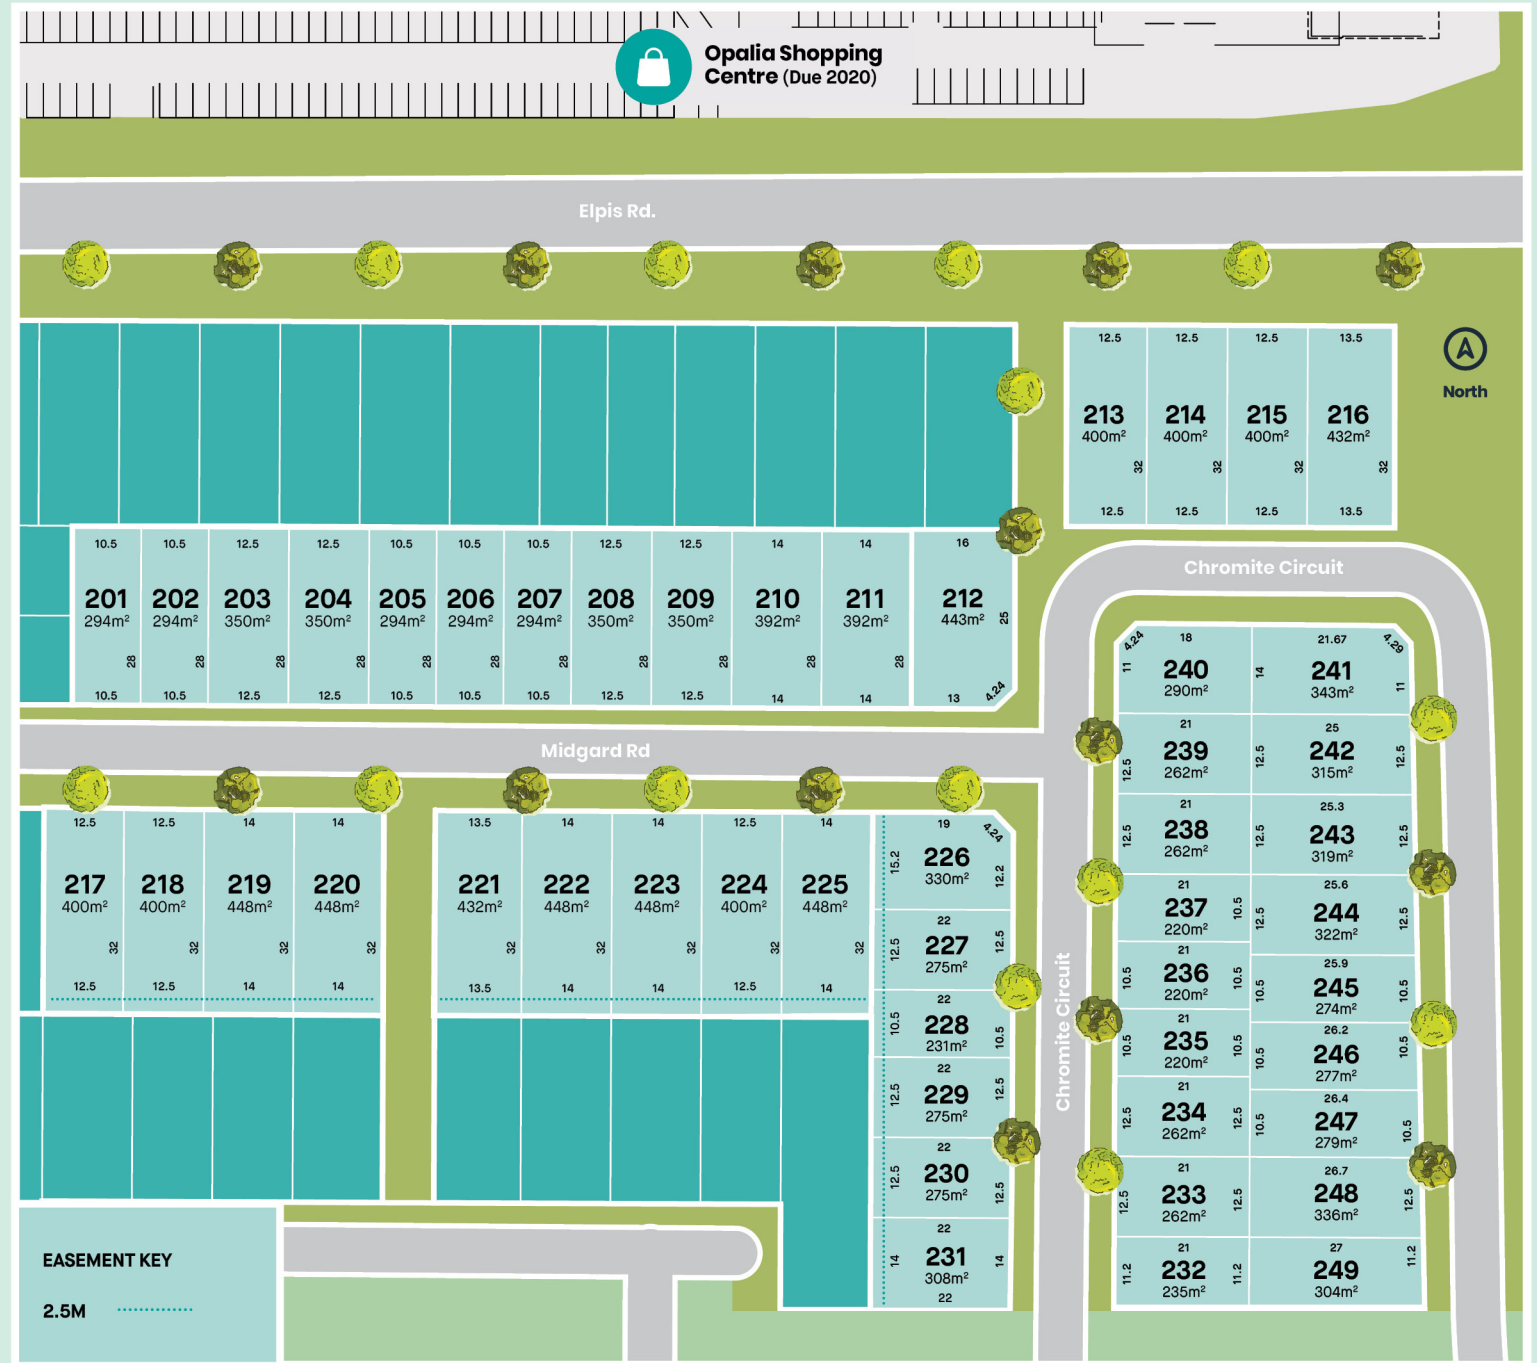 Opalia Shopping
Centre (Due 2020)
Elpis Rd.
North
12.5 12.5 12.5 13.5
213 214 215 216
400m² 400m² 400m² 432m²
32 32 32 32
12.5 12.5 12.5 13.5
10.5 10.5 12.5 12.5 10.5 10.5 10.5 12.5 12.5 14 14 16
201 202 203 204 205 206 207 208 209 210 211 212
294m² 294m² 350m² 350m² 294m² 294m² 294m² 350m² 350m² 392m² 392m² 443m² 25
28 28 28 28 28 28 28
10.5 10.5 12.5 12.5 10.5 10.5 10.5 12.5 12.5 14 14 13 4.24
Chromite Circuit
Midgard Rd
12.5 12.5 14 14
217 218 219 220
400m² 400m² 448m² 448m²
32 32 32 32
12.5 12.5 14 14
13.5 14 14 12.5 14
221 222 223 224 225
432m² 448m² 448m² 400m² 448m²
32 32 32 32
13.5 14 14 12.5 14
19 4.24
15.2 226 12.2
330m²
22
12.5 227 12.5
275m²
22
10.5 228 10.5
231m²
22
12.5 229 12.5
275m²
22
12.5 230 12.5
275m²
22
14 231 14
308m²
22
Chromite Circuit
4.24 18
11 240 14
290m²
21
239
12.5 262m² 12.5
21
12.5 238 12.5
262m²
21
237 10.5
220m²
21
10.5 236 10.5
220m²
21
10.5 235 10.5
220m²
21
12.5 234 12.5
262m²
21
12.5 233 12.5
262m²
21
11.2 232 11.2
235m²
21.67 4.29
241 11
343m²
25
242 12.5
315m²
25.3
243 12.5
319m²
25.6
12.5 244 12.5
322m²
25.9
10.5 245 10.5
274m²
26.2
10.5 246 10.5
277m²
26.4
10.5 247 10.5
279m²
26.7
248 12.5
336m²
27 11.2
249
304m²
EASEMENT KEY
2.5M